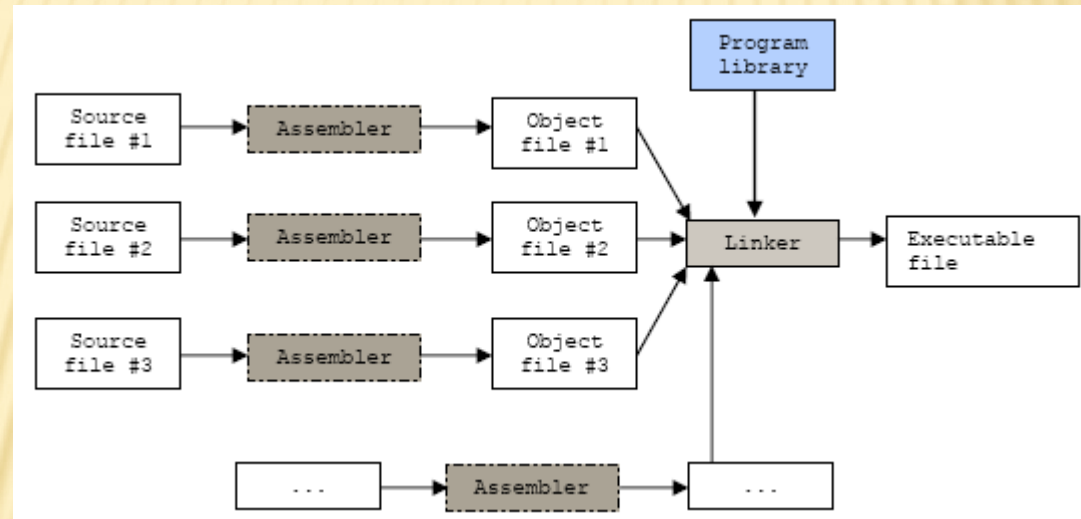 Program
library
Source
file #1
Assembler
Object
file #1
Source
file #2
Assembler
Object
file #2
Linker
Executable
file
Source
file #3
Assembler
Object
file #3
...
Assembler
...